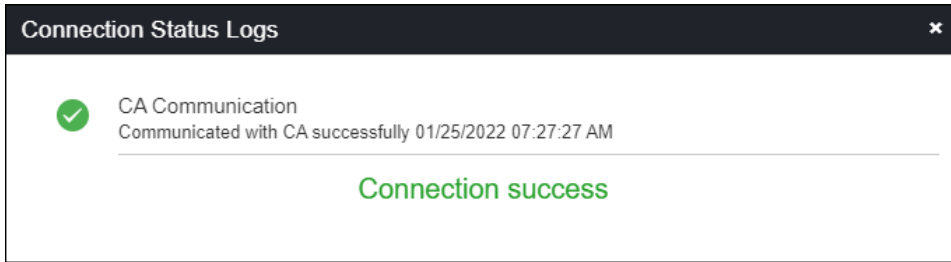 Connection Status Logs
CA Communication
Communicated with CA successfully 01/25/2022 07:27:27 AM
Connection success